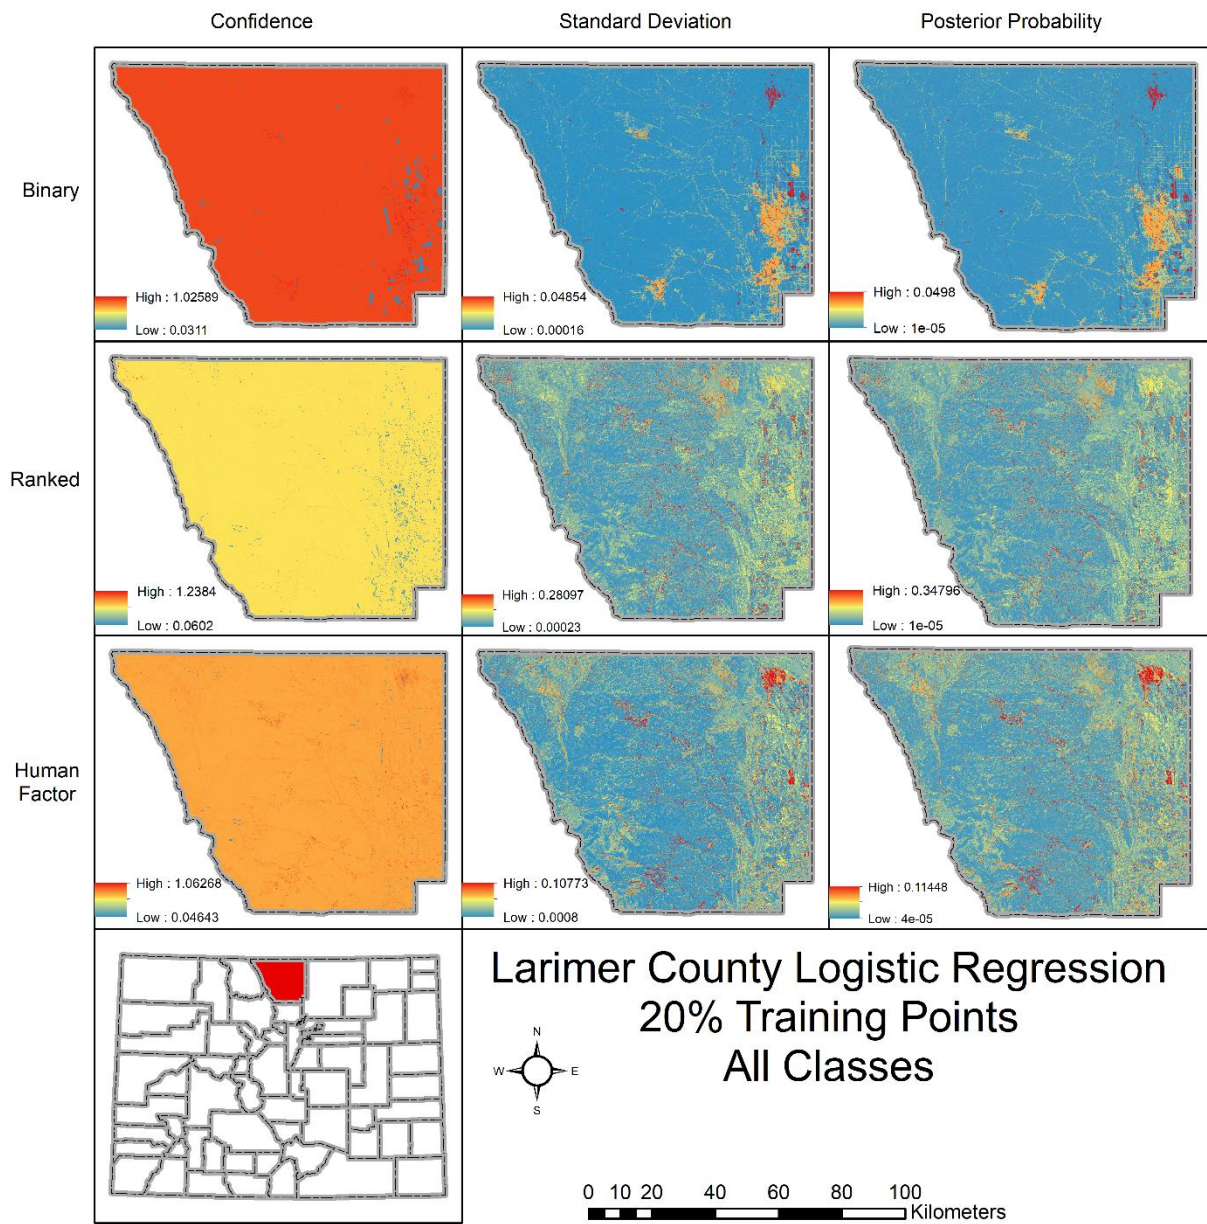 Confidence
Standard Deviation
Posterior Probability
Binary
High : 1.02589
Low : 0.0311
High : 0.04854
Low : 0.00016
High : 0.0498
Low : 1e-05
Ranked
High : 1.2384
Low : 0.0602
High : 0.28097
Low : 0.00023
High : 0.34796
Low : 1e-05
Human
Factor
High : 1.06268
Low : 0.04643
High : 0.10773
Low : 0.0008
High : 0.11448
Low : 4e-05
Larimer County Logistic Regression
20% Training Points
All Classes
N
W E
S
0 10 20 40 60 80 100
Kilometers